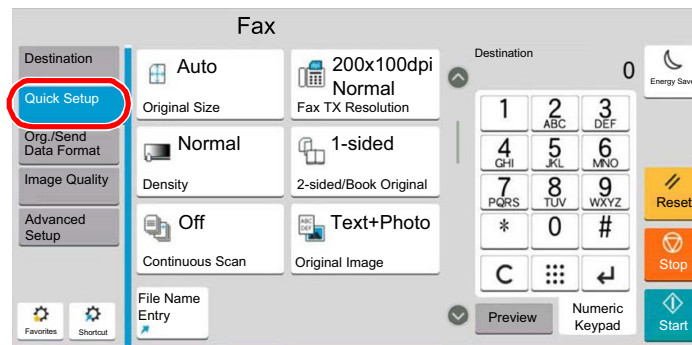 Fax
Destination
Quick Setup
Org./Send
Data Format
Image Quality
Advanced
Setup
Favorites
Shortcut
Auto
Original Size
200x100dpi
Normal
Fax TX Resolution
Normal
Density
1-sided
2-sided/Book Original
Off
Continuous Scan
ABC
Text+Photo
Original Image
File Name
Entry
Destination
0
1
2
ABC
3
DEF
4
GHI
5
JKL
6
MNO
7
PQRS
8
TUV
9
WXYZ
*
0
#
C
Preview
Numeric
Keypad
Energy Save
Reset
Stop
Start